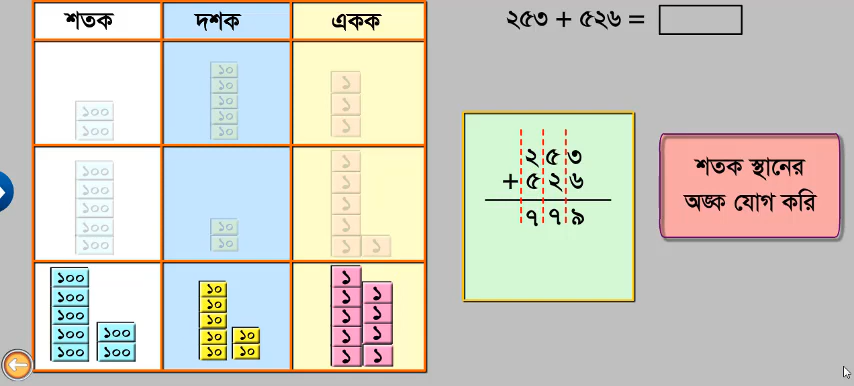 শতক দশক একক
২৫৩ + ৫২৬ =
১০০ ১০ ১
১০০ ১০ ১
১০ ১
১০
১০
১০০ ১
১০০ ১
১০০ ১
১০০ ১০ ১
১০০ ১০ ১ ১
১০০ ১০ ১
১০০ ১০ ১ ১
১০০ ১০ ১ ১
১০০ ১০০ ১০ ১০ ১ ১
১০০ ১০০ ১০ ১০ ১ ১
২৫৩
+ ৫২৬
৭৭৯
শতক স্থানের
অঙ্ক যোগ করি